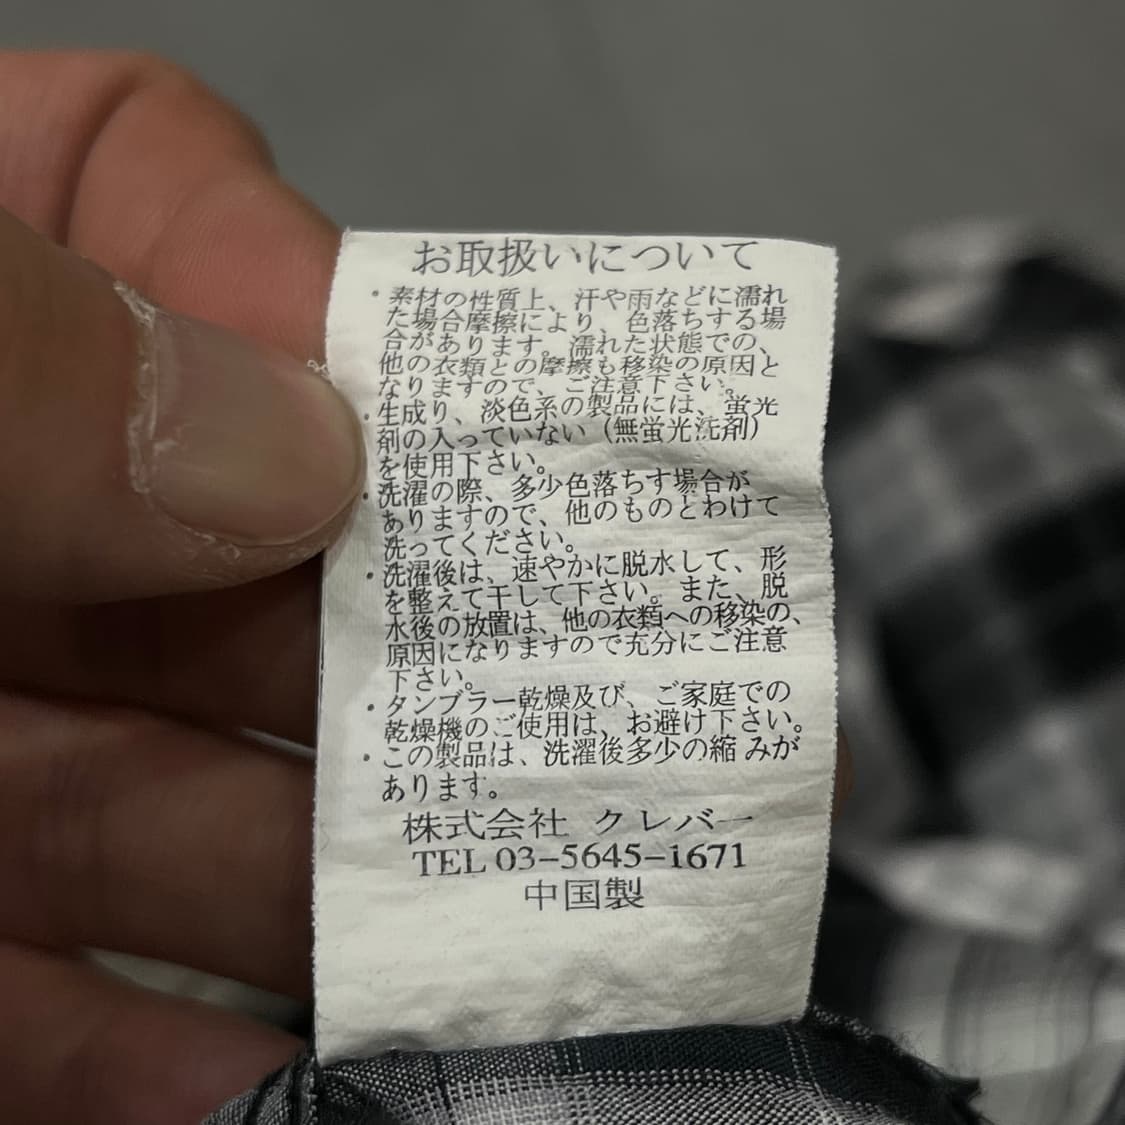 お取扱いについて
・素材の性質上、汗や雨などに濡れ
た場合摩擦により、色落ちする場
合があります。濡れた状態での、
他の衣類との摩擦も移染の原因と
なりますので、ご注意下さい。
・生成り、淡色系の製品には、蛍光
剤の入っていない（無蛍光洗剤）
を使用下さい。
・洗濯の際、多少色落ちす場合が
ありますので、他のものとわけて
洗ってください。
・洗濯後は、速やかに脱水して、形
を整えて干して下さい。また、脱
水後の放置は、他の衣類への移染の、
原因になりますので充分にご注意
下さい。
・タンブラー乾燥及び、ご家庭での
乾燥機のご使用は、お避け下さい。
・この製品は、洗濯後多少の縮みが
あります。
株式会社 クレバー
TEL 03-5645-1671
中国製